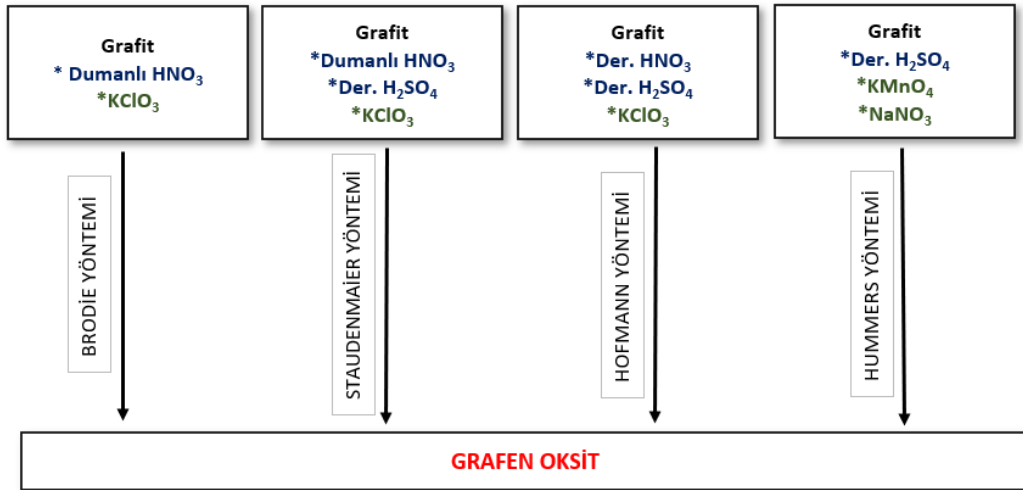 Grafit
* Dumanlı HNO₃
*KClO₃
Grafit
*Dumanlı HNO₃
*Der. H₂SO₄
*KClO₃
Grafit
*Der. HNO₃
*Der. H₂SO₄
*KClO₃
Grafit
*Der. H₂SO₄
*KMnO₄
*NaNO₃
BRODİE YÖNTEMİ
STAUDENMAİER YÖNTEMİ
HOFMANN YÖNTEMİ
HUMMERS YÖNTEMİ
GRAFEN OKSİT